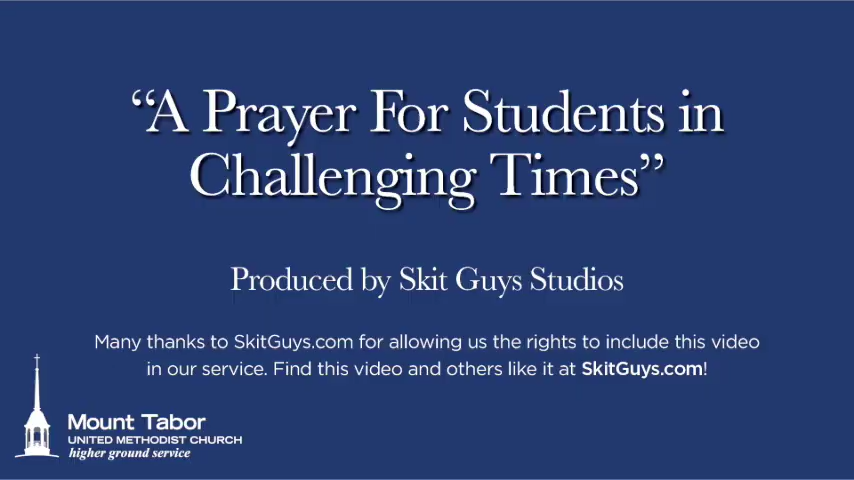 “A Prayer For Students in
Challenging Times”
Produced by Skit Guys Studios
Many thanks to SkitGuys.com for allowing us the rights to include this video
in our service. Find this video and others like it at SkitGuys.com!
Mount Tabor
UNITED METHODIST CHURCH
higher ground service